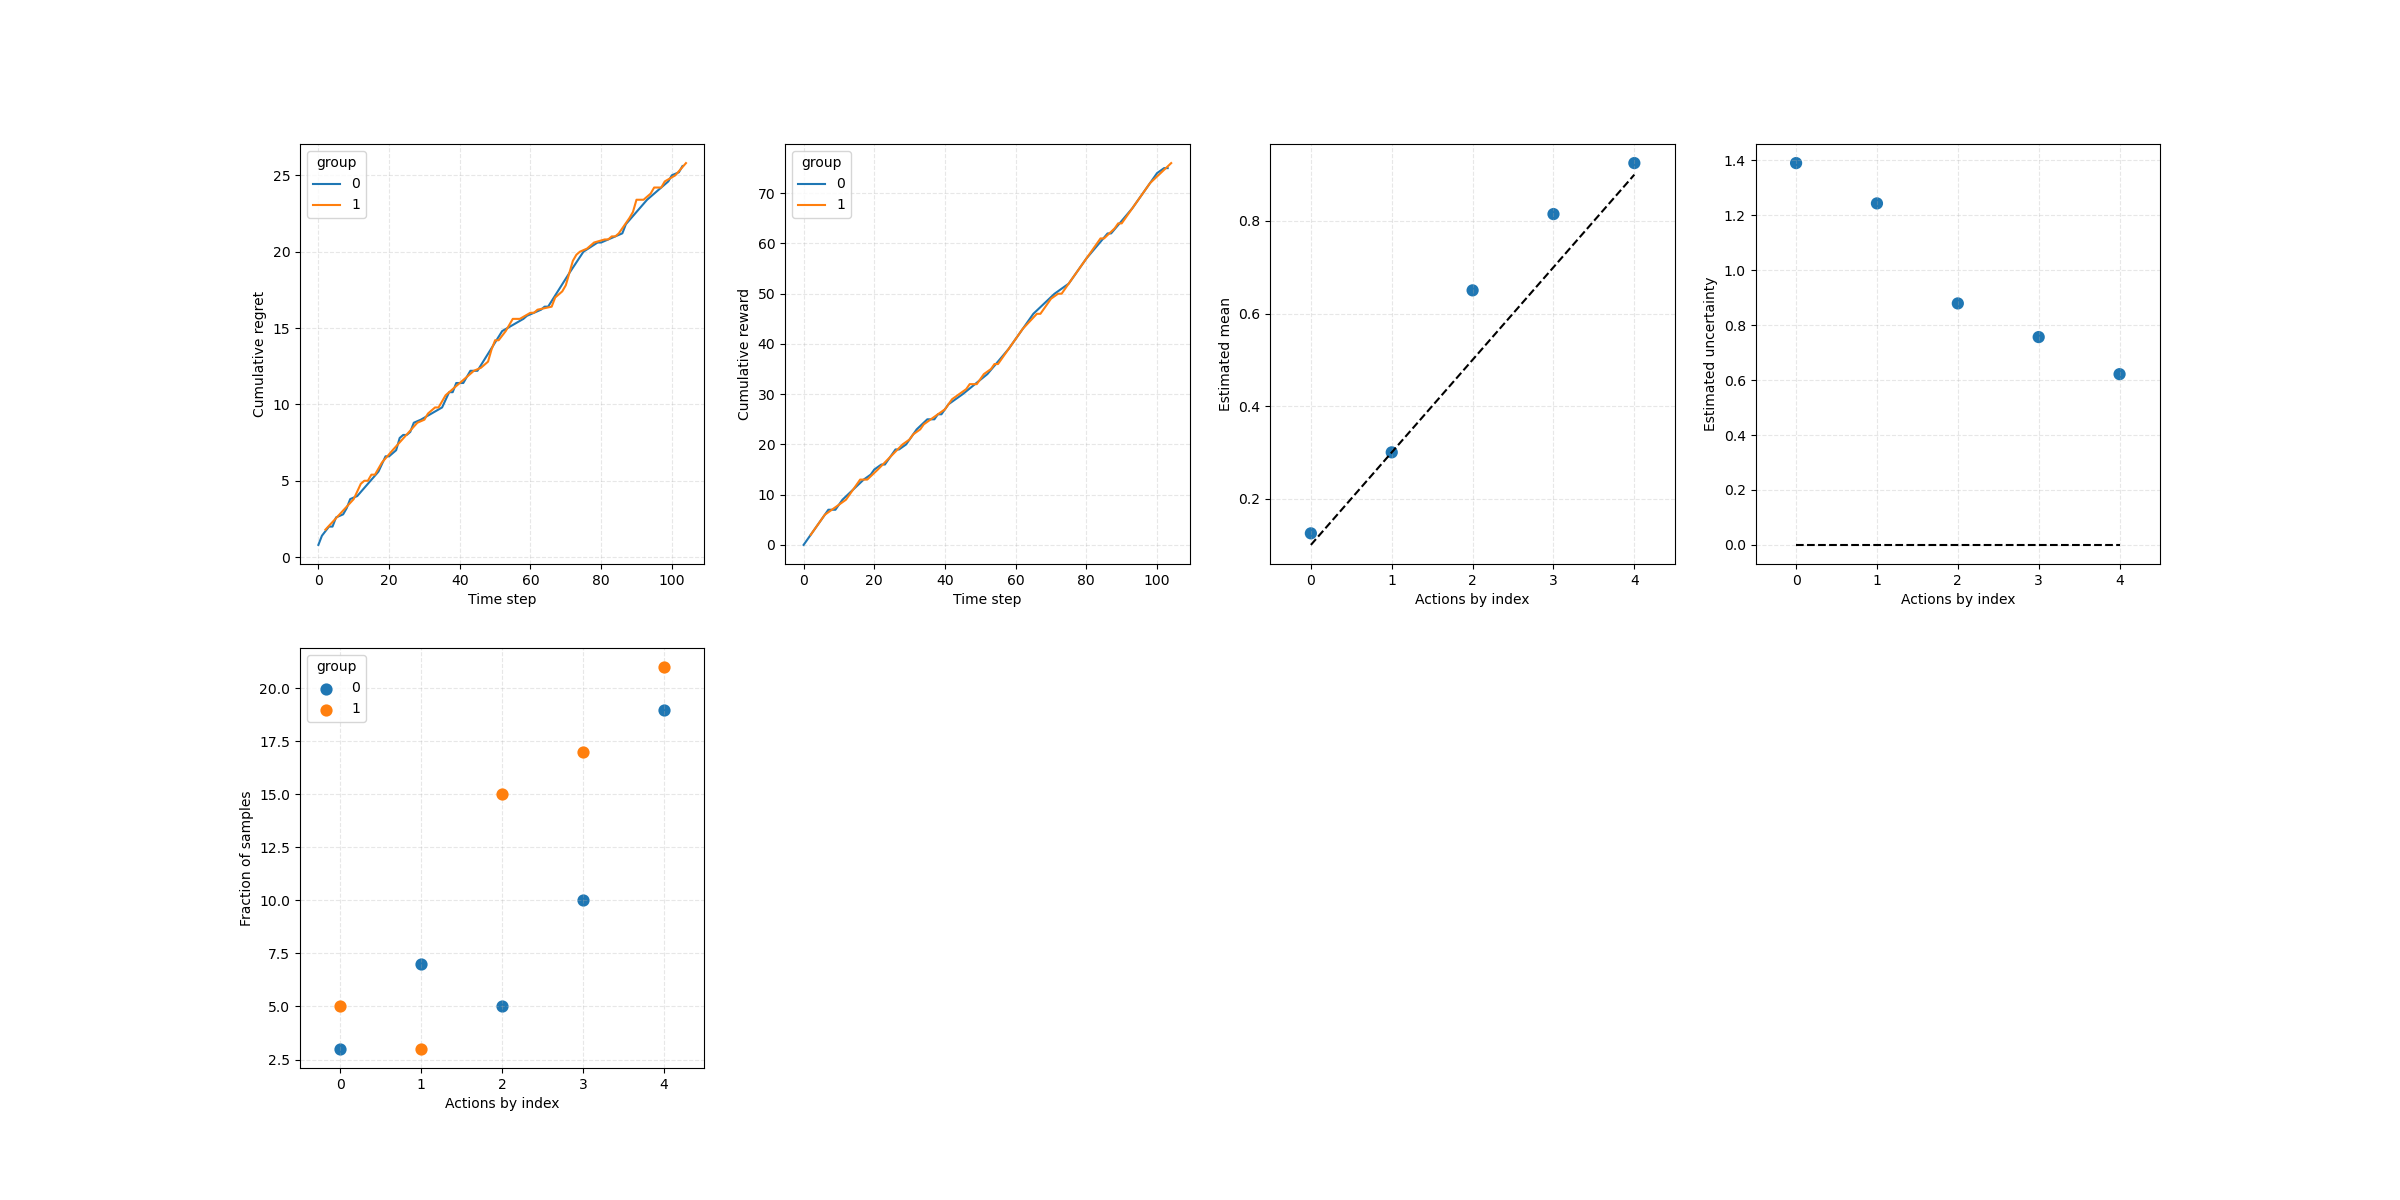 group
0
1
25
20
15
10
5
0
Cumulative regret
0 20 40 60 80 100
Time step
group
0
1
70
60
50
40
30
20
10
0
Cumulative reward
0 20 40 60 80 100
Time step
0.8
0.6
0.4
0.2
Estimated mean
0 1 2 3 4
Actions by index
1.4
1.2
1.0
0.8
0.6
0.4
0.2
0.0
Estimated uncertainty
0 1 2 3 4
Actions by index
group
0
1
20.0
17.5
15.0
12.5
10.0
7.5
5.0
2.5
Fraction of samples
0 1 2 3 4
Actions by index